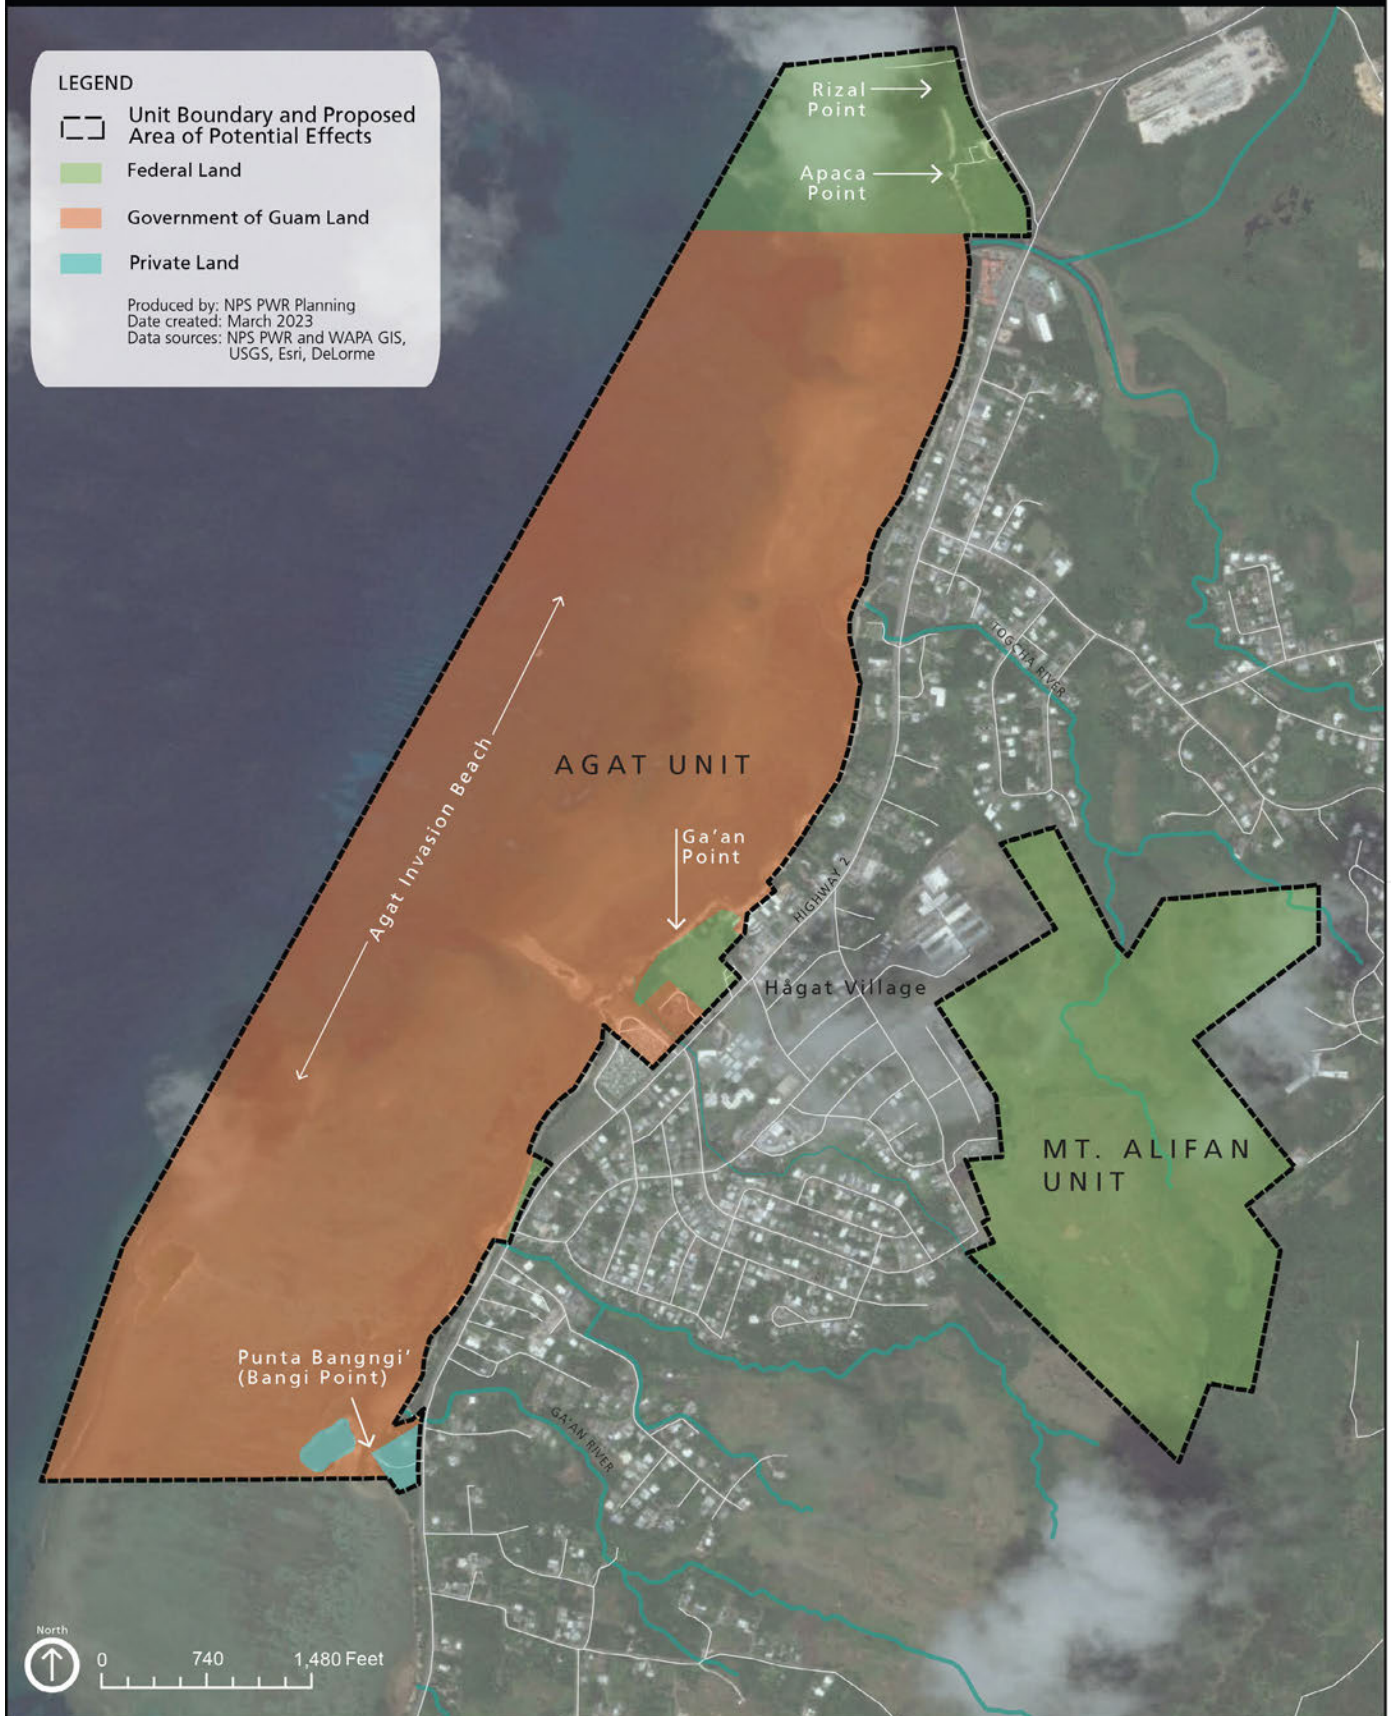 LEGEND
Unit Boundary and Proposed
Area of Potential Effects
Federal Land
Government of Guam Land
Private Land
Produced by: NPS PWR Planning
Date created: March 2023
Data sources: NPS PWR and WAPA GIS,
USGS, Esri, DeLorme
Rizal
Point
Apaca
Point
TOGCHA RIVER
AGAT UNIT
Agat Invasion Beach
Ga'an
Point
HIGHWAY 2
Hågat Village
MT. ALIFAN
UNIT
Punta Bangngi'
(Bangi Point)
GA'AN RIVER
North
0 740 1,480 Feet